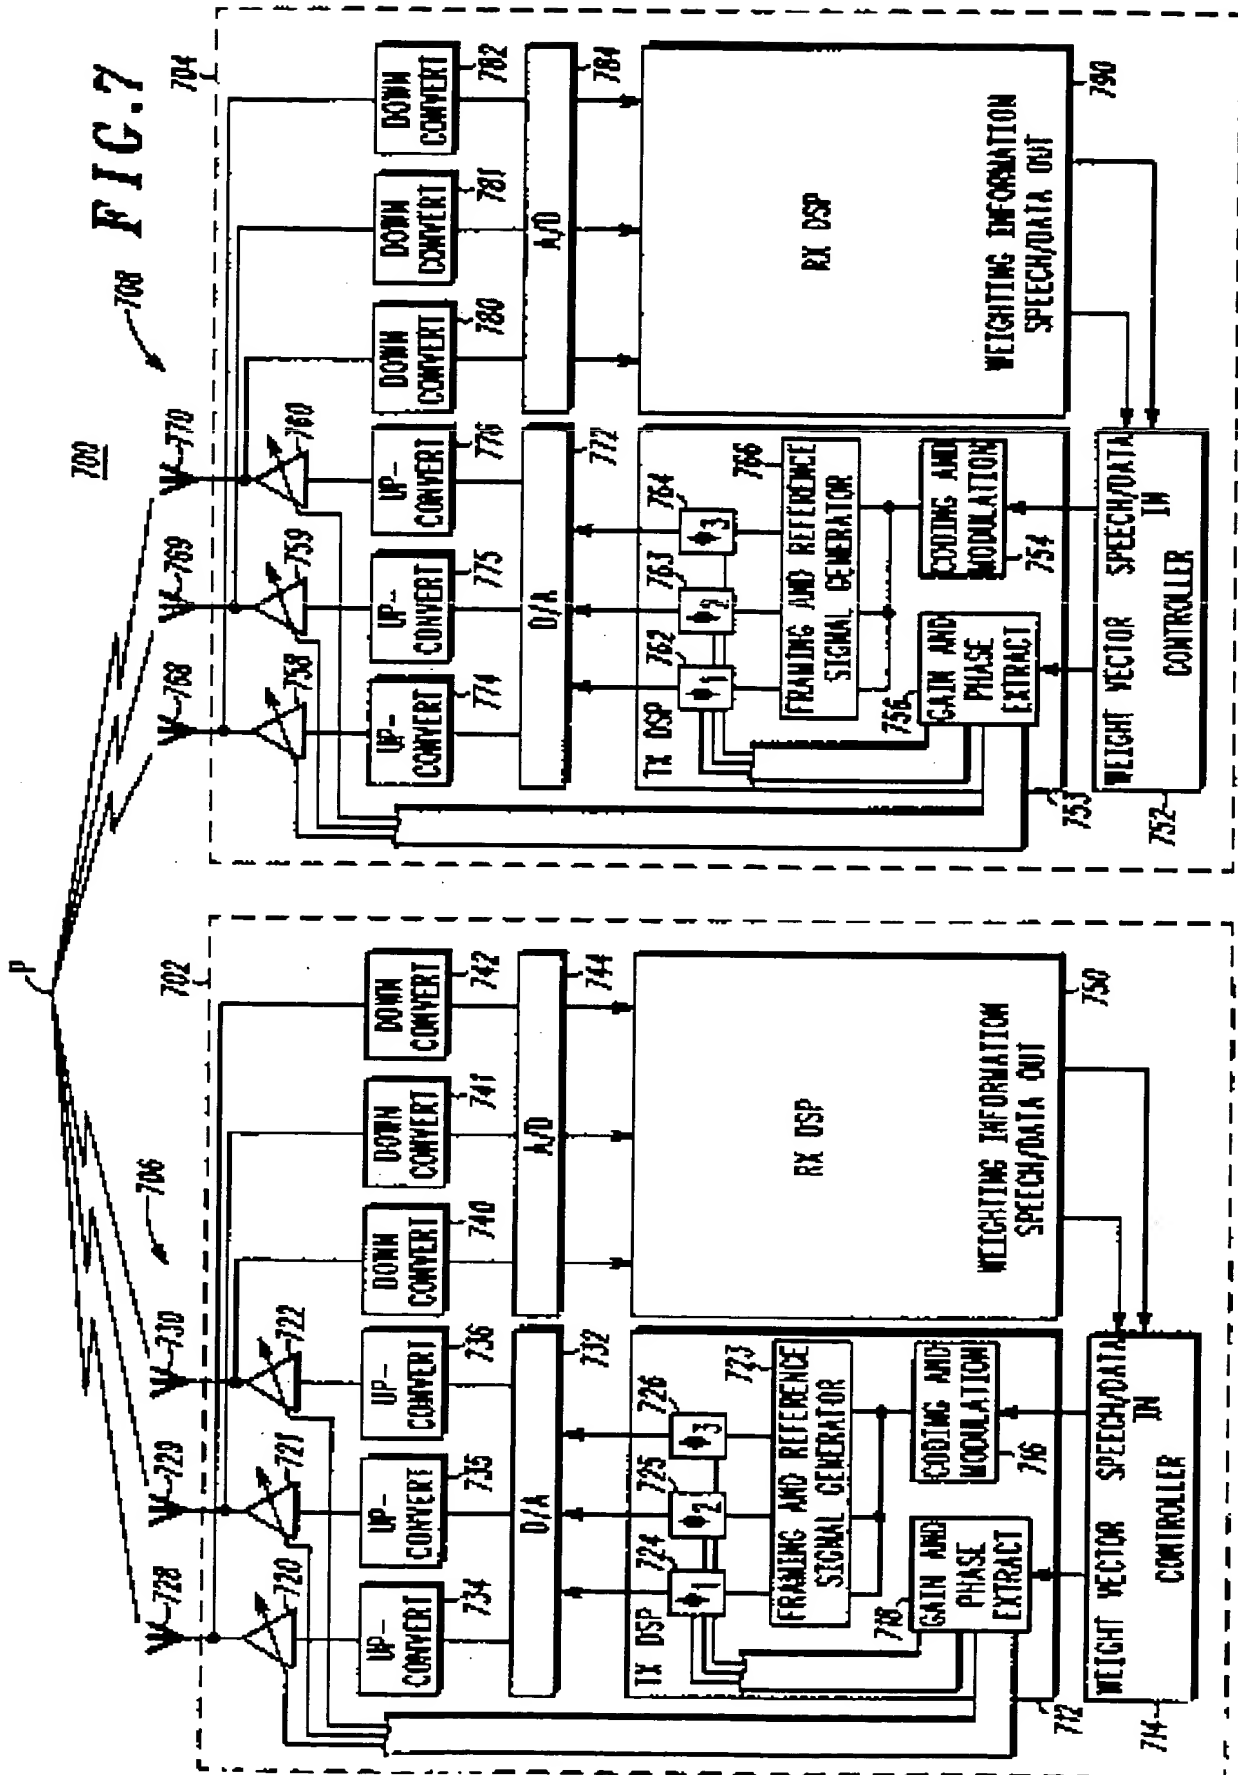 FIG.7
700
708
P
706
702
728
729
730
720
721
722
UP-
CONVERT
734
UP-
CONVERT
735
UP-
CONVERT
736
DOWN
CONVERT
740
DOWN
CONVERT
741
DOWN
CONVERT
742
D/A
732
A/D
744
TX DSP
ϕ1
724
ϕ2
725
ϕ3
726
FRAMING AND REFERENCE
SIGNAL GENERATOR
723
718
GAIN AND
PHASE
EXTRACT
CODING AND
MODULATION
716
712
RX DSP
WEIGHTING INFORMATION
SPEECH/DATA OUT
750
WEIGHT VECTOR SPEECH/DATA
IN
CONTROLLER
714
704
768
769
770
758
759
760
UP-
CONVERT
774
UP-
CONVERT
775
UP-
CONVERT
776
DOWN
CONVERT
780
DOWN
CONVERT
781
DOWN
CONVERT
782
D/A
772
A/D
784
TX DSP
ϕ1
762
ϕ2
763
ϕ3
764
FRAMING AND REFERENCE
SIGNAL GENERATOR
766
756
GAIN AND
PHASE
EXTRACT
CODING AND
MODULATION
754
753
RX DSP
WEIGHTING INFORMATION
SPEECH/DATA OUT
790
WEIGHT VECTOR SPEECH/DATA
IN
CONTROLLER
752